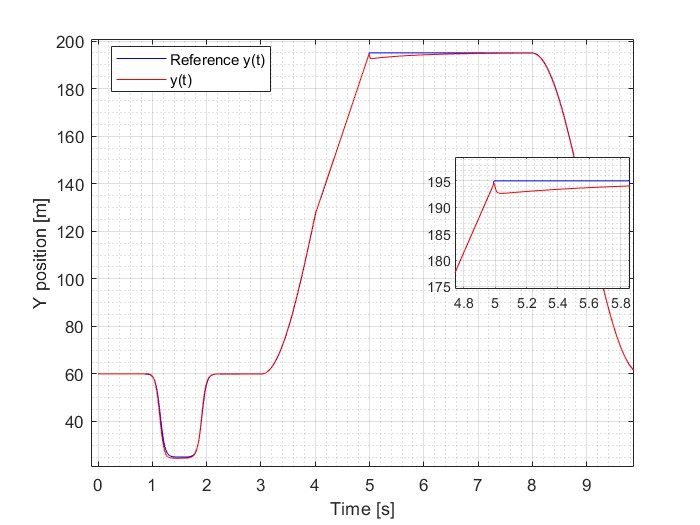 200
180
160
140
120
100
80
60
40
Y position [m]
Reference y(t)
y(t)
195
190
185
180
175
4.8 5 5.2 5.4 5.6 5.8
0 1 2 3 4 5 6 7 8 9
Time [s]